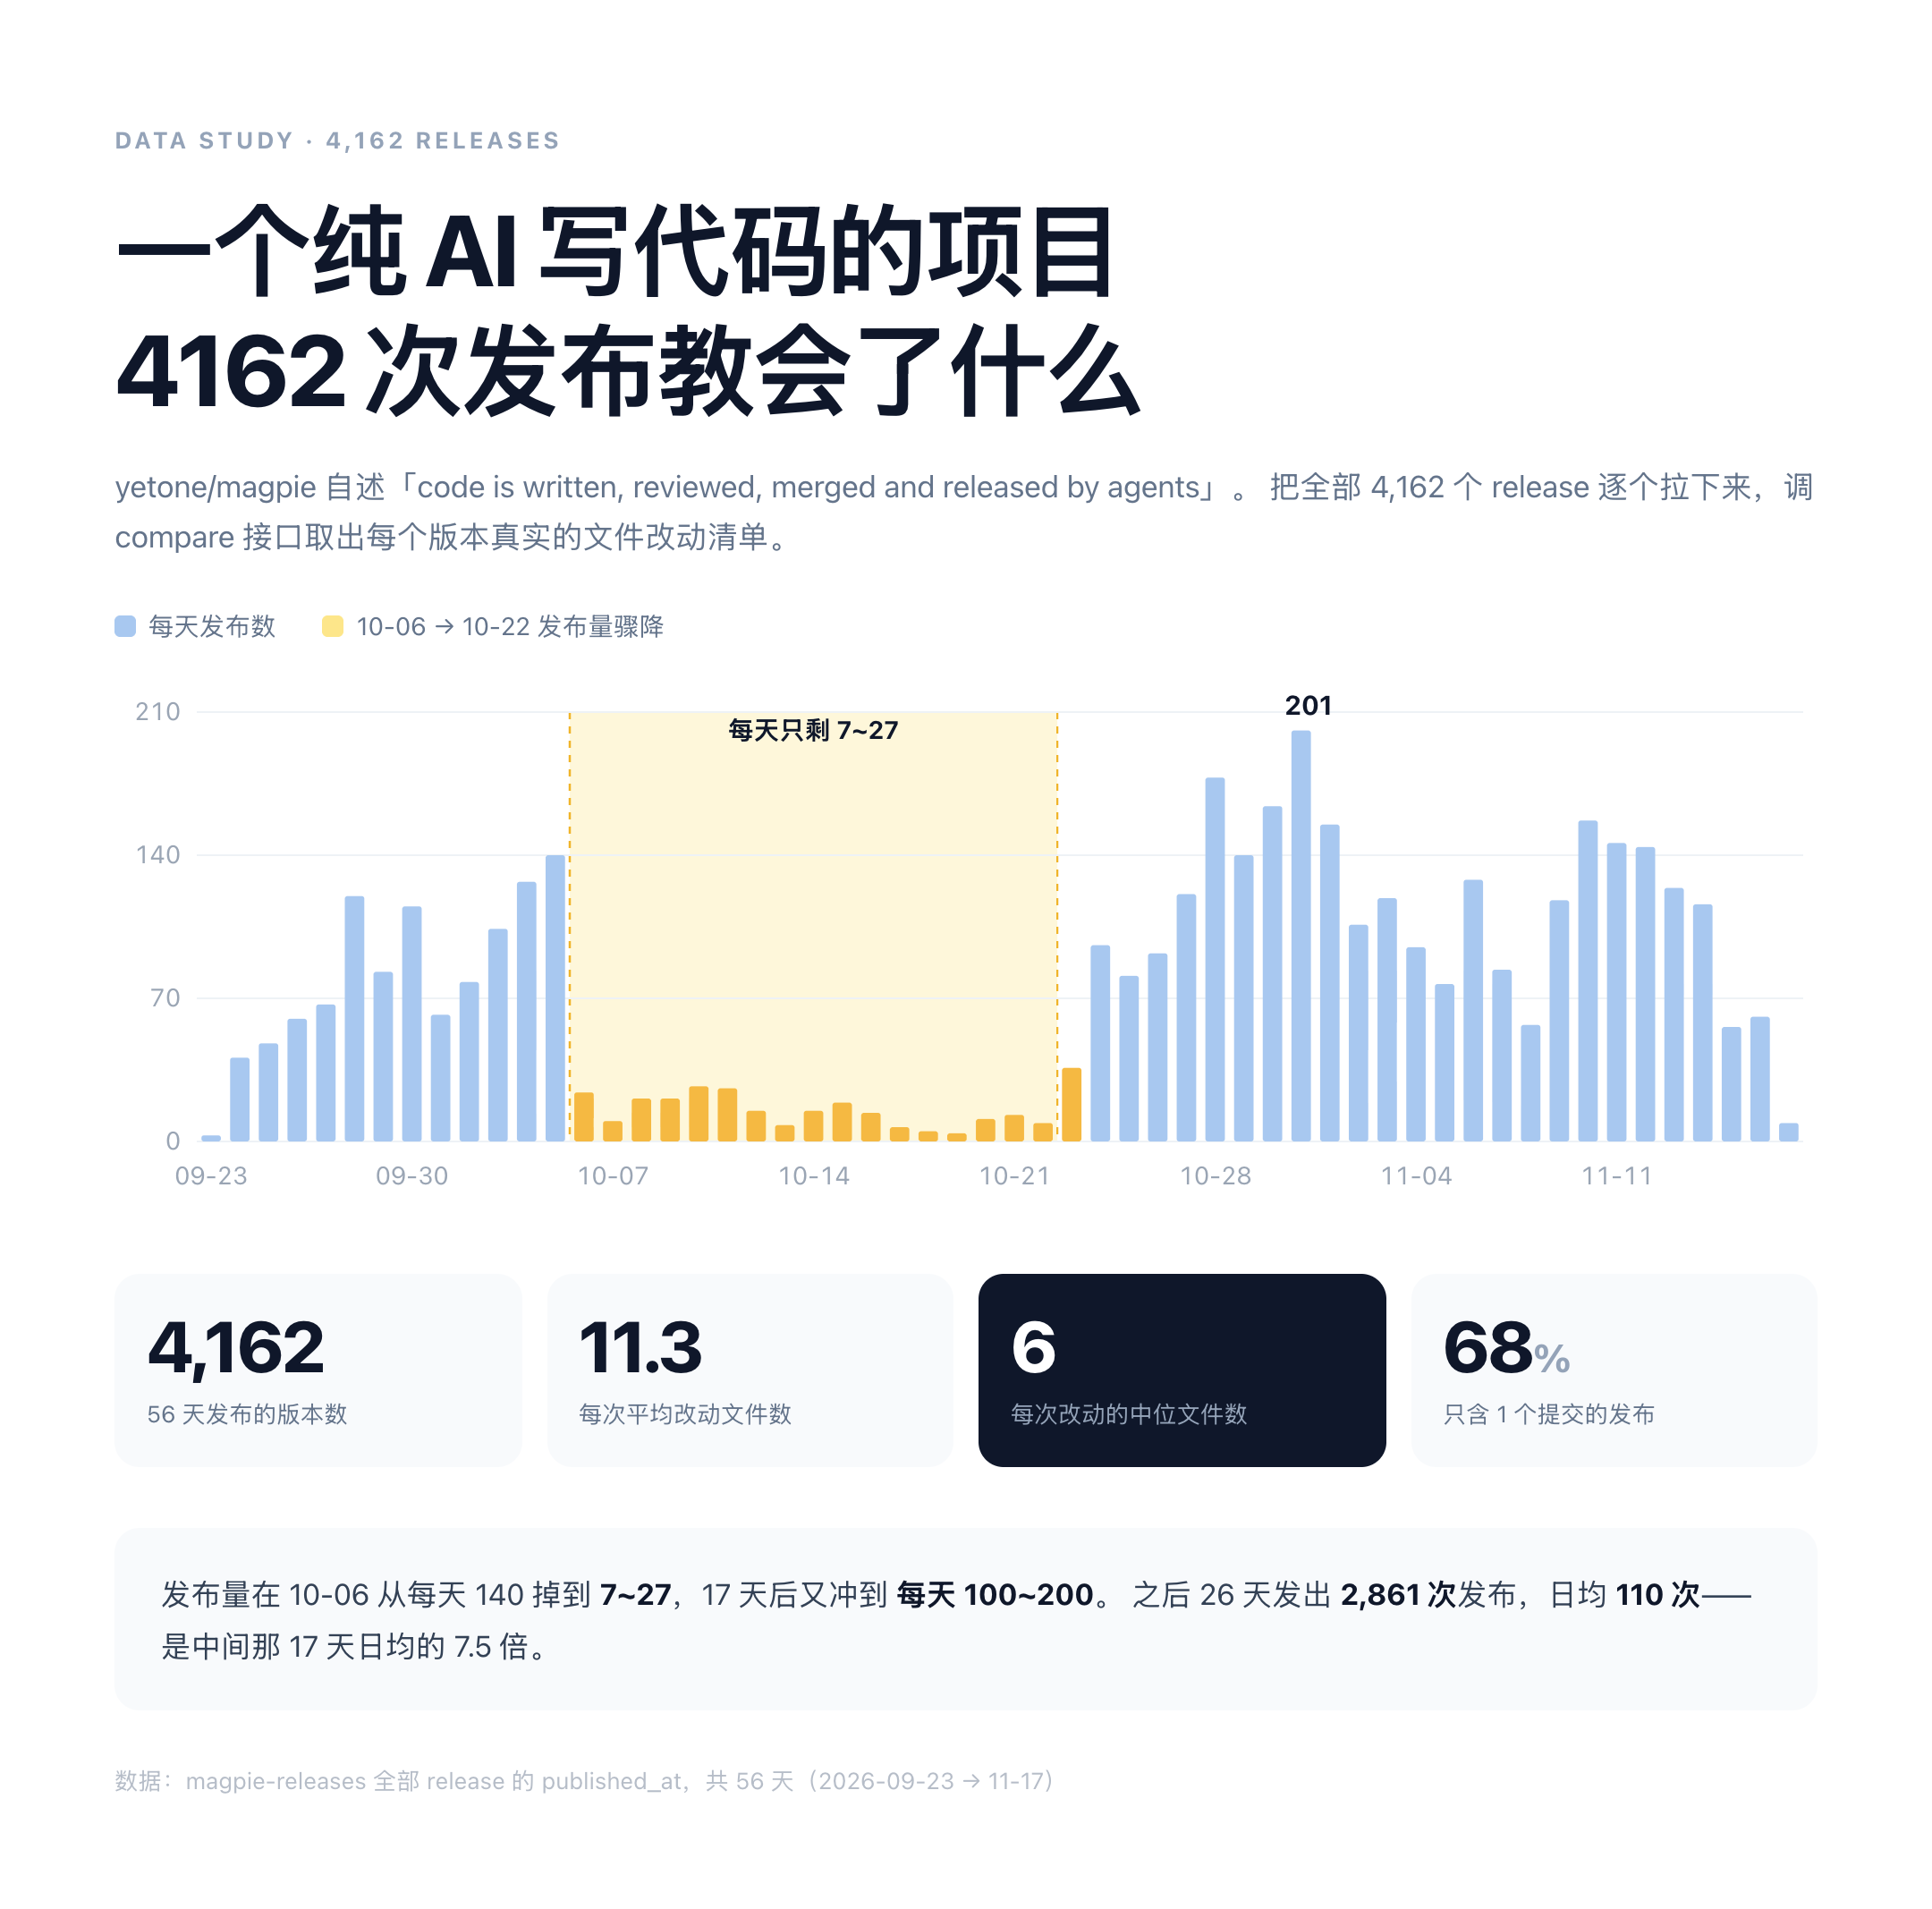 DATA STUDY · 4,162 RELEASES
一个纯 AI 写代码的项目
4162 次发布教会了什么
yetone/magpie 自述「code is written, reviewed, merged and released by agents」。 把全部 4,162 个 release 逐个拉下来，调
compare 接口取出每个版本真实的文件改动清单。
每天发布数
10-06 → 10-22 发布量骤降
201
210
每天只剩 7~27
140
70
0
09-23 09-30 10-07 10-14 10-21 10-28 11-04 11-11
4,162
56 天发布的版本数
11.3
每次平均改动文件数
6
每次改动的中位文件数
68%
只含 1 个提交的发布
发布量在 10-06 从每天 140 掉到 7~27，17 天后又冲到 每天 100~200。 之后 26 天发出 2,861 次发布，日均 110 次——
是中间那 17 天日均的 7.5 倍。
数据：magpie-releases 全部 release 的 published_at，共 56 天（2026-09-23 → 11-17）